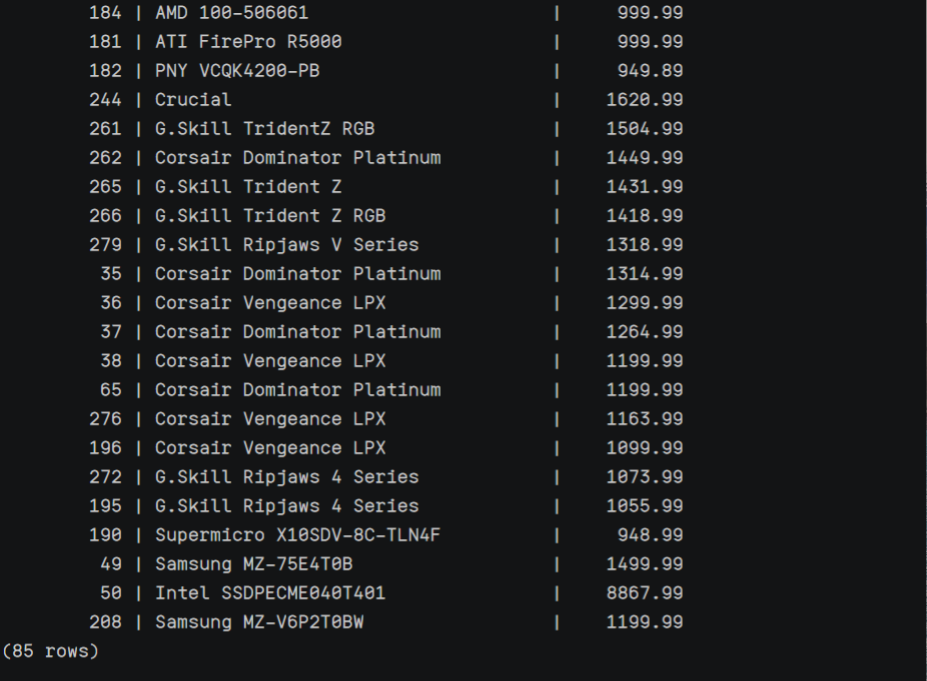 184 | AMD 100-506061 | 999.99
181 | ATI FirePro R5000 | 999.99
182 | PNY VCQK4200-PB | 949.89
244 | Crucial | 1620.99
261 | G.Skill TridentZ RGB | 1504.99
262 | Corsair Dominator Platinum | 1449.99
265 | G.Skill Trident Z | 1431.99
266 | G.Skill Trident Z RGB | 1418.99
279 | G.Skill Ripjaws V Series | 1318.99
35 | Corsair Dominator Platinum | 1314.99
36 | Corsair Vengeance LPX | 1299.99
37 | Corsair Dominator Platinum | 1264.99
38 | Corsair Vengeance LPX | 1199.99
65 | Corsair Dominator Platinum | 1199.99
276 | Corsair Vengeance LPX | 1163.99
196 | Corsair Vengeance LPX | 1099.99
272 | G.Skill Ripjaws 4 Series | 1073.99
195 | G.Skill Ripjaws 4 Series | 1055.99
190 | Supermicro X10SDV-8C-TLN4F | 948.99
49 | Samsung MZ-75E4T0B | 1499.99
50 | Intel SSDPECME040T401 | 8867.99
208 | Samsung MZ-V6P2T0BW | 1199.99
(85 rows)